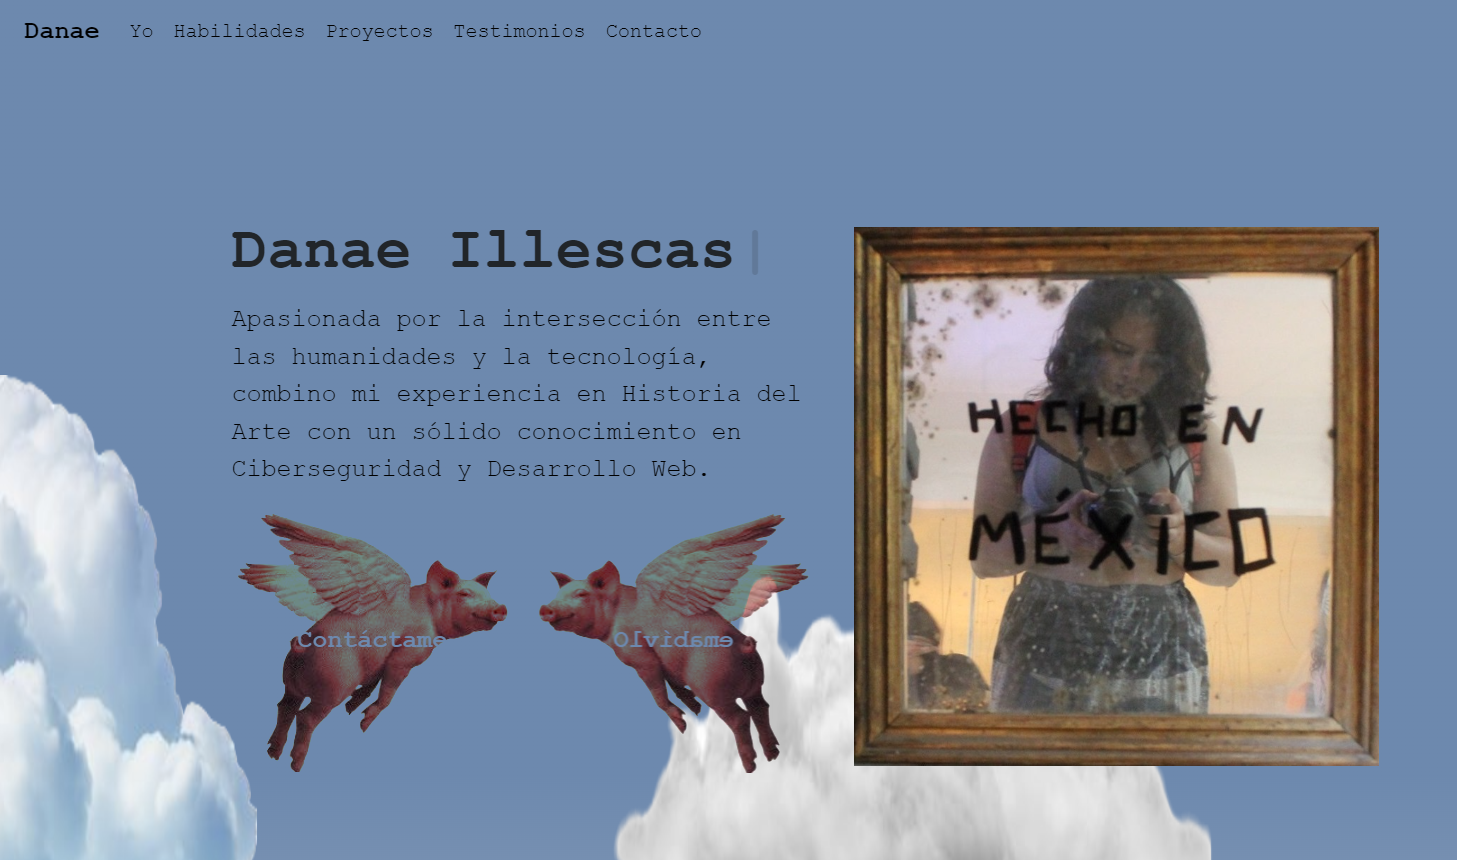 Danae Yo Habilidades Proyectos Testimonios Contacto
Danae Illescas
Apasionada por la intersección entre
las humanidades y la tecnología,
combino mi experiencia en Historia del
Arte con un sólido conocimiento en
Ciberseguridad y Desarrollo Web.
Contáctame
Olvìdame
HECHO EN
MÉXICO